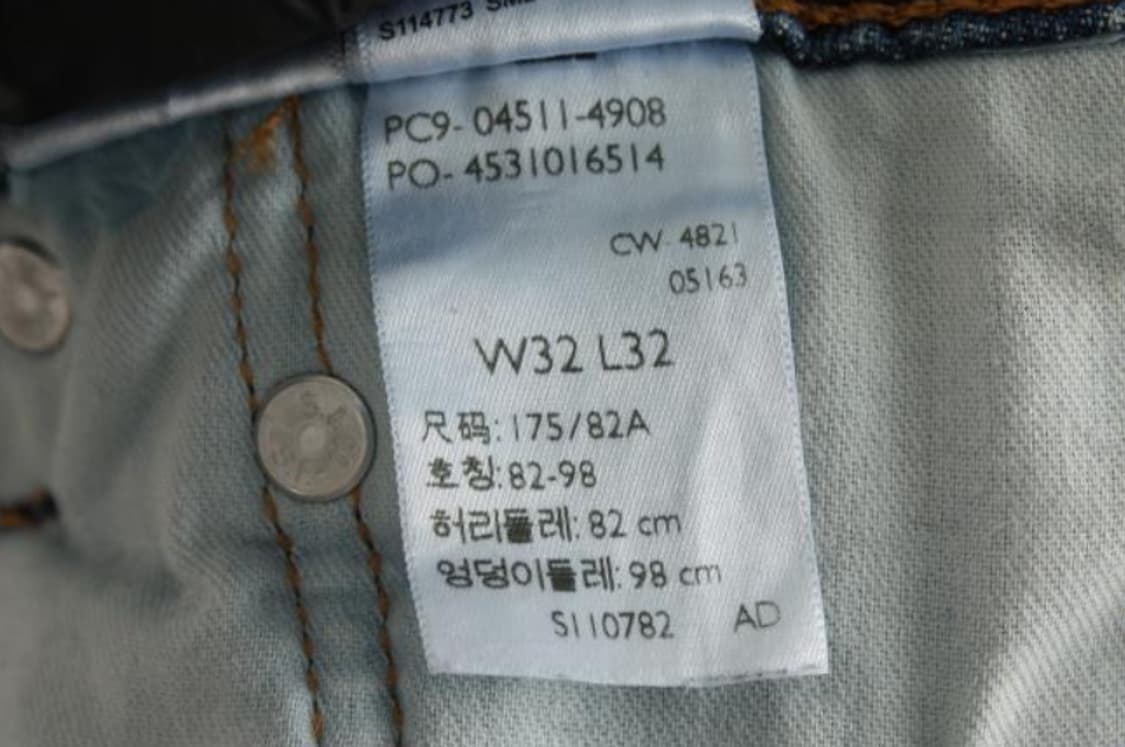 S114773
PC9- 04511-4908
PO- 4531016514
CW 4821
05163
W32 L32
尺码: 175/82A
호칭: 82-98
허리둘레: 82 cm
엉덩이둘레: 98 cm
S110782 AD